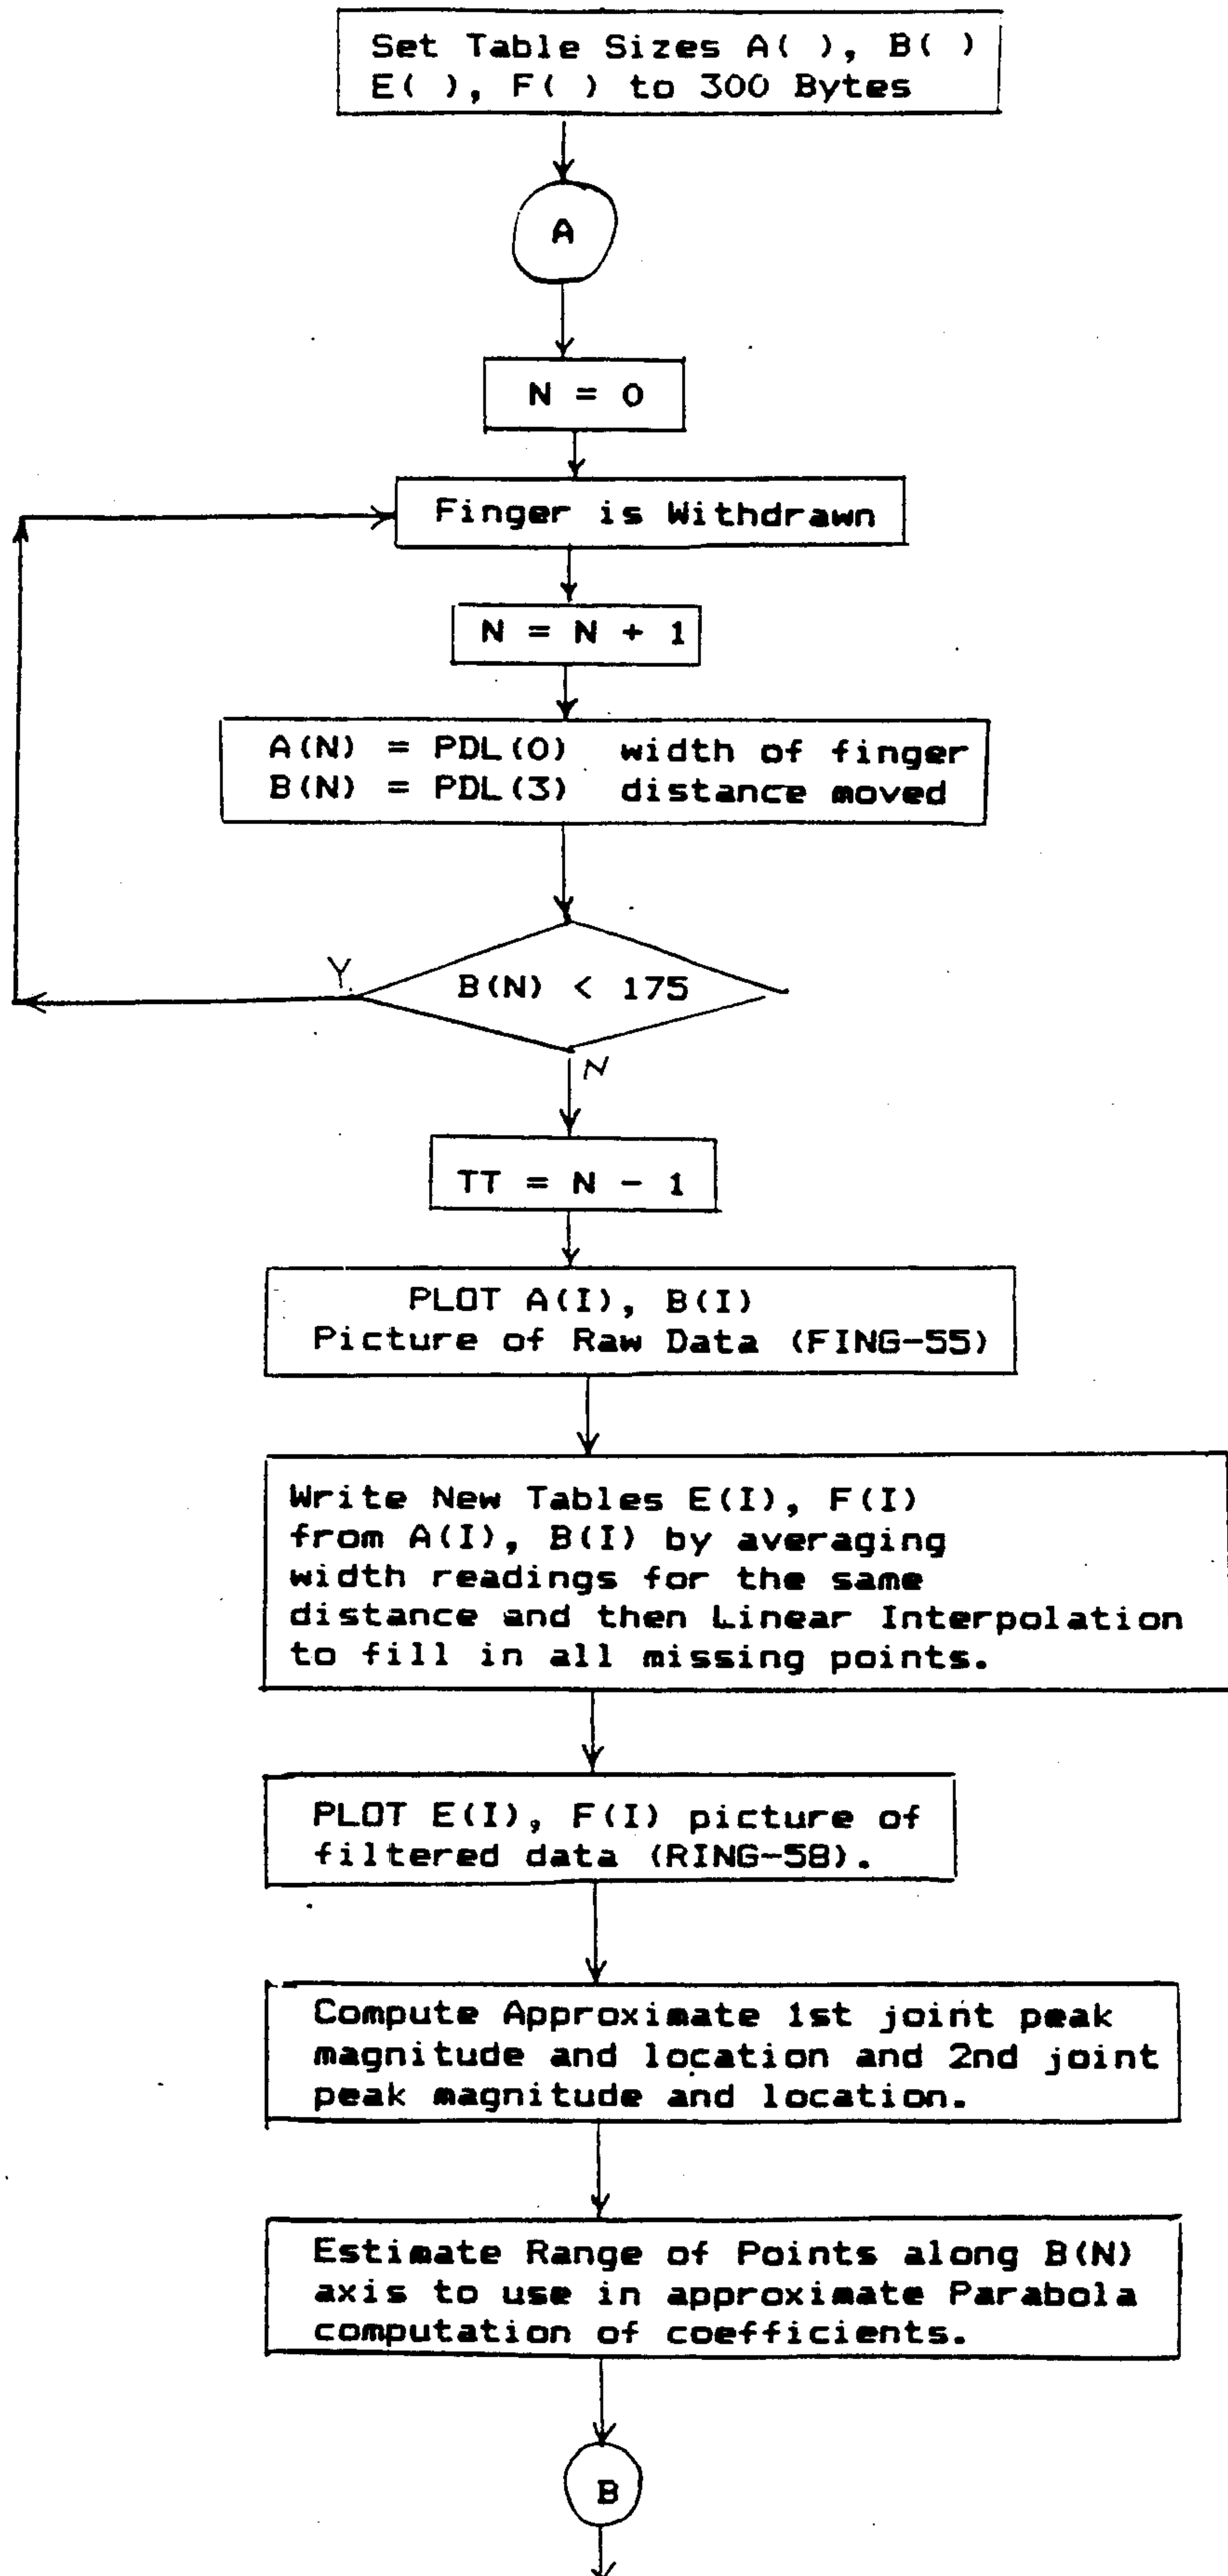 Set Table Sizes A( ), B( )
E( ), F( ) to 300 Bytes
A
N = 0
Finger is Withdrawn
N = N + 1
A(N) = PDL(0) width of finger
B(N) = PDL(3) distance moved
Y
B(N) < 175
N
TT = N - 1
PLOT A(I), B(I)
Picture of Raw Data (FING-55)
Write New Tables E(I), F(I)
from A(I), B(I) by averaging
width readings for the same
distance and then Linear Interpolation
to fill in all missing points.
PLOT E(I), F(I) picture of
filtered data (RING-58).
Compute Approximate 1st joint peak
magnitude and location and 2nd joint
peak magnitude and location.
Estimate Range of Points along B(N)
axis to use in approximate Parabola
computation of coefficients.
B